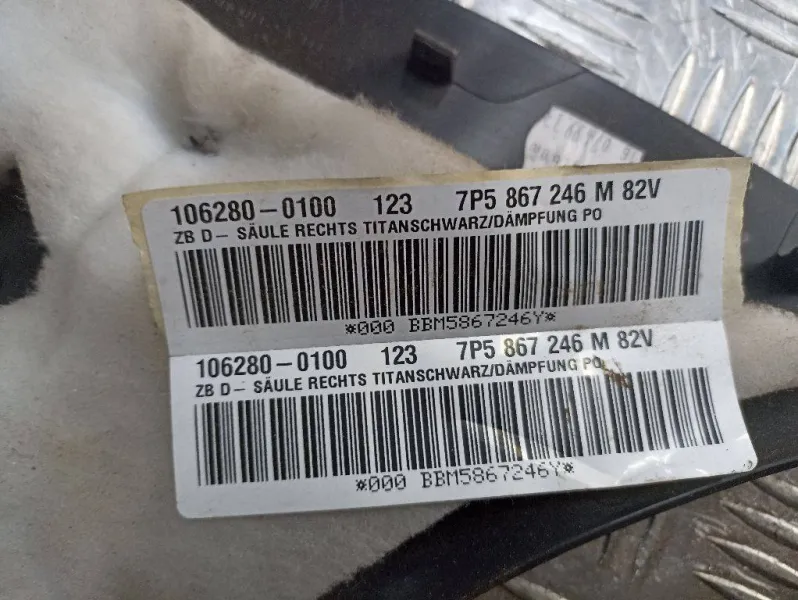 106280-0100 123 7P5 867 246 M 82V
ZB D- SÄULE RECHTS TITANSCHWARZ/DÄMPFUNG PO
*000 BBM5867246Y*
106280-0100 123 7P5 867 246 M 82V
ZB D- SÄULE RECHTS TITANSCHWARZ/DÄMPFUNG PO
*000 BBM5867246Y*